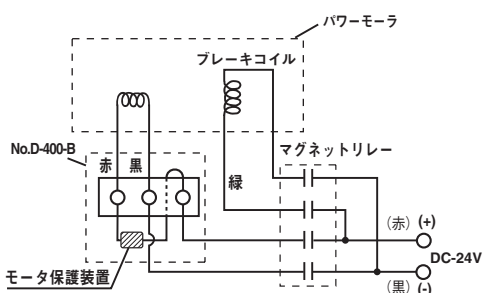 パワーモーラ
ブレーキコイル
No.D-400-B
マグネットリレー
赤 黒
緑
(赤) (+)
DC-24V
モータ保護装置
(黒) (-)